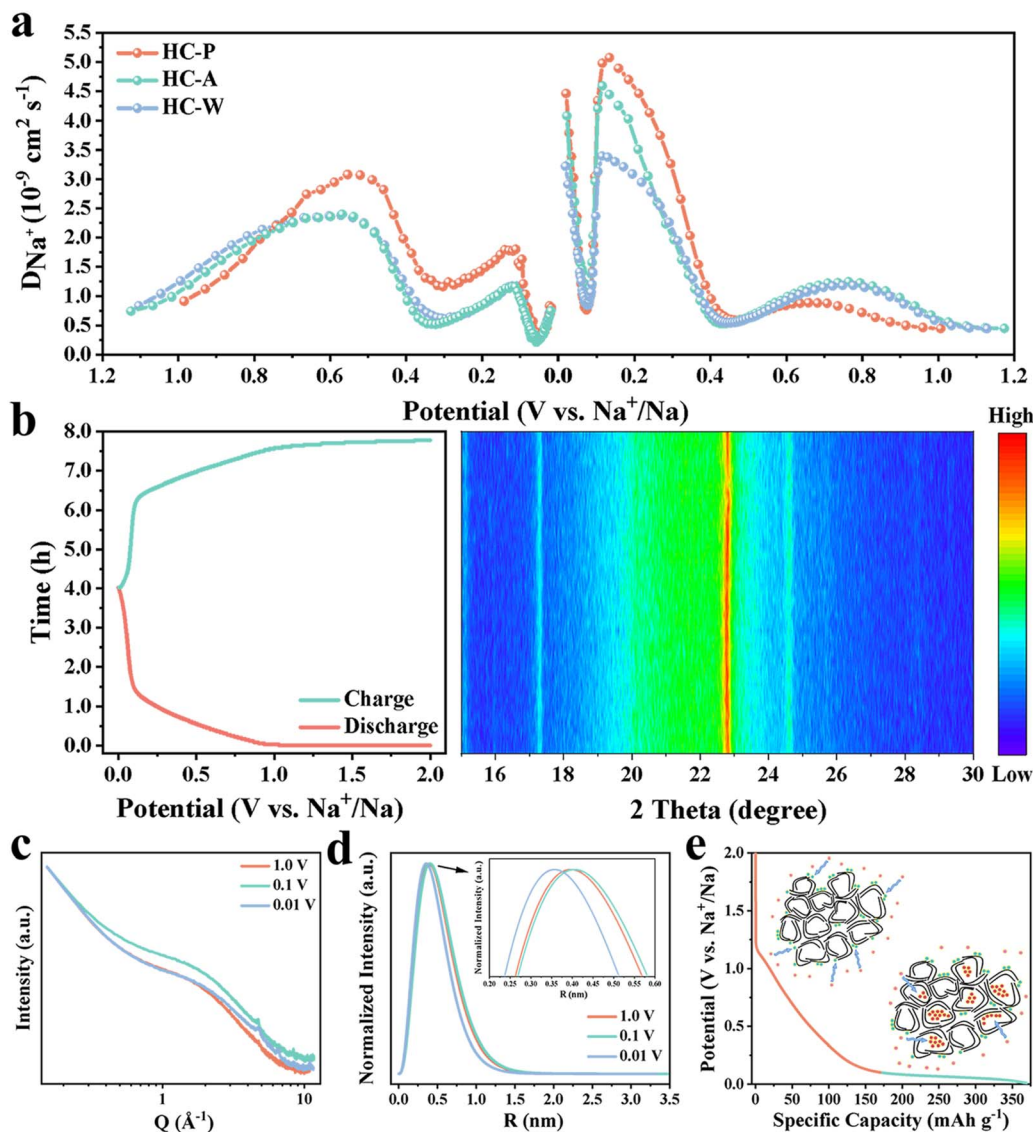 a
HC-P
HC-A
HC-W
5.5
5.0
4.5
4.0
3.5
3.0
2.5
2.0
1.5
1.0
0.5
0.0
D_Na⁺ (10⁻⁹ cm² s⁻¹)
1.2 1.0 0.8 0.6 0.4 0.2 0.0 0.2 0.4 0.6 0.8 1.0 1.2
Potential (V vs. Na⁺/Na)
b
8.0
7.0
6.0
5.0
4.0
3.0
2.0
1.0
0.0
Time (h)
Charge
Discharge
0.0 0.5 1.0 1.5 2.0
Potential (V vs. Na⁺/Na)
16 18 20 22 24 26 28 30
2 Theta (degree)
High
Low
c
1.0 V
0.1 V
0.01 V
Intensity (a.u.)
1 10
Q (Å⁻¹)
d
Normalized Intensity (a.u.)
Normalized Intensity (a.u.)
0.20 0.25 0.30 0.35 0.40 0.45 0.50 0.55 0.60
R (nm)
1.0 V
0.1 V
0.01 V
0.0 0.5 1.0 1.5 2.0 2.5 3.0 3.5
R (nm)
e
2.0
1.75
1.5
1.25
1.0
0.75
0.5
0.25
0.0
Potential (V vs. Na⁺/Na)
0 50 100 150 200 250 300 350
Specific Capacity (mAh g⁻¹)